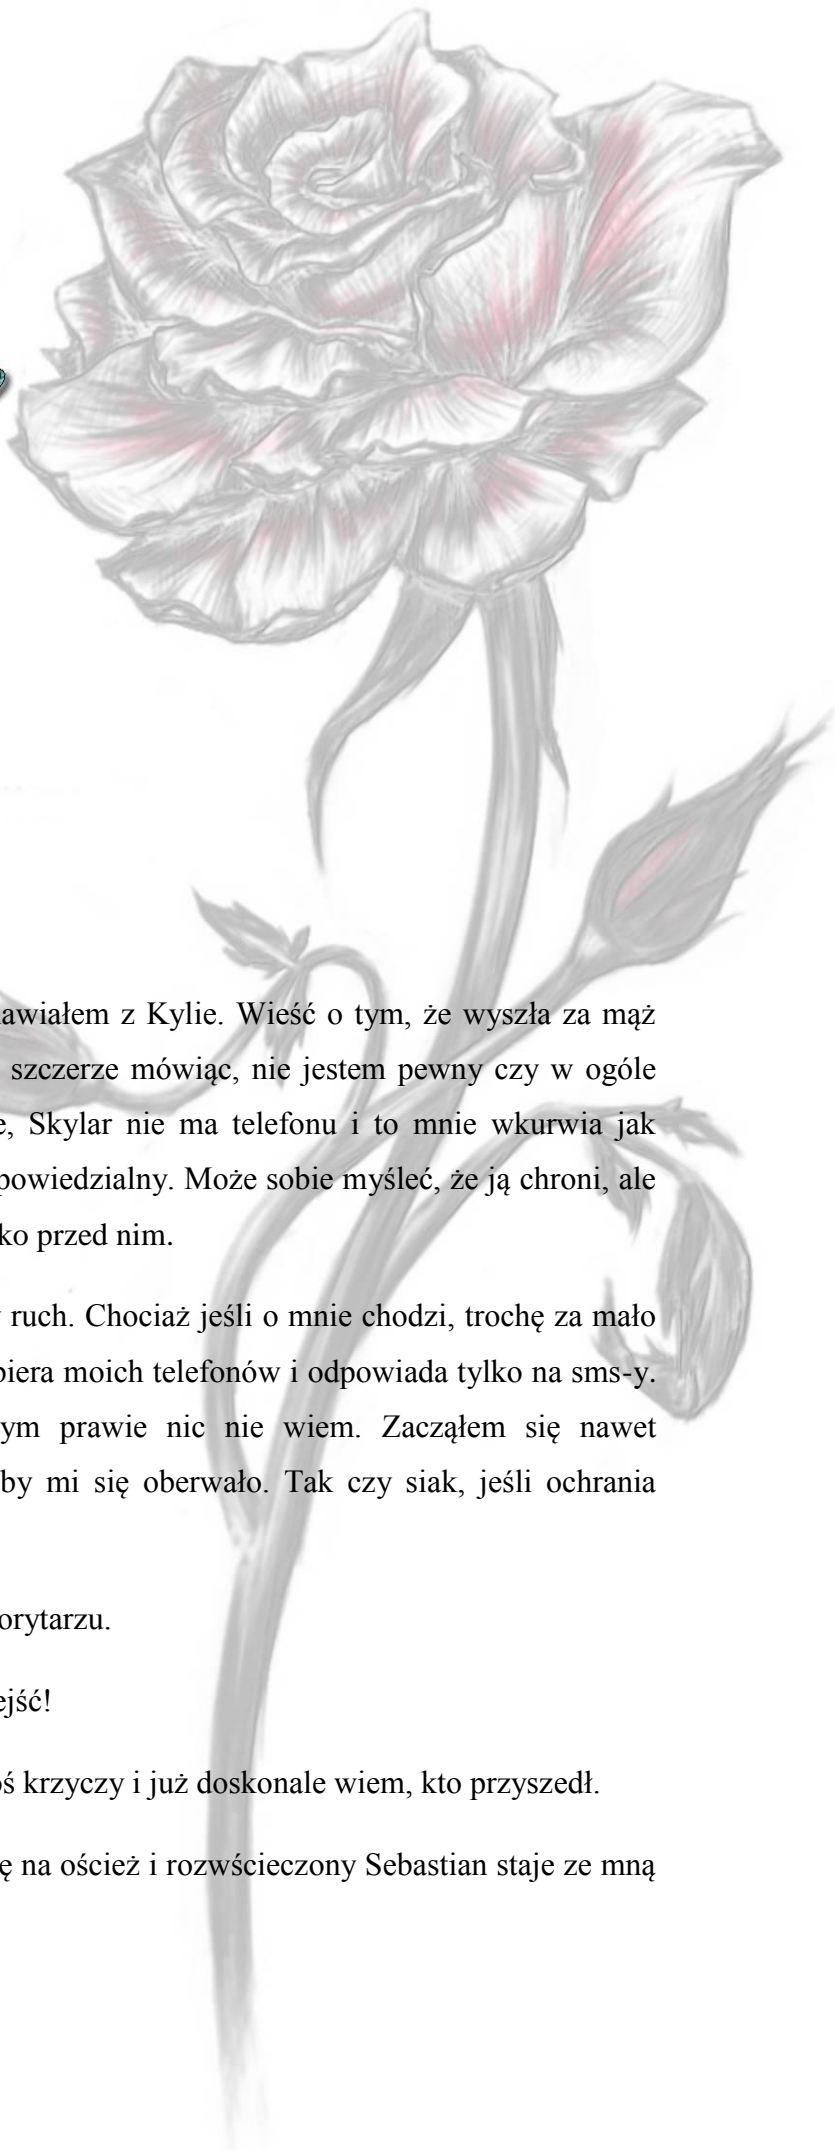 awiałem z Kylie. Wieść o tym, że wyszła za mąż
szczerze mówiąc, nie jestem pewny czy w ogóle
e, Skylar nie ma telefonu i to mnie wkurwia jak
powiedzialny. Może sobie myśleć, że ją chroni, ale
ko przed nim.
ruch. Chociaż jeśli o mnie chodzi, trochę za mało
piera moich telefonów i odpowiada tylko na sms-y.
ym prawie nic nie wiem. Zacząłem się nawet
by mi się oberwało. Tak czy siak, jeśli ochrania
orytarzu.
ejść!
oś krzyczy i już doskonale wiem, kto przyszedł.
ę na oścież i rozwścieczony Sebastian staje ze mną